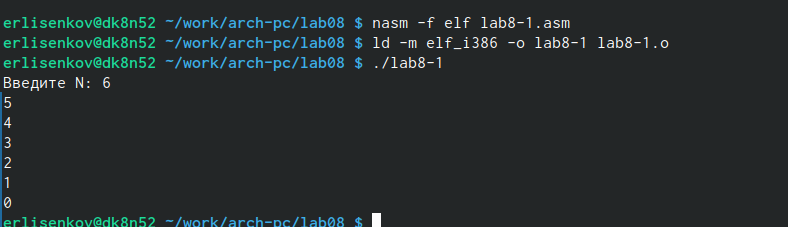 erlisenkov@dk8n52 ~/work/arch-pc/lab08 $ nasm -f elf lab8-1.asm
erlisenkov@dk8n52 ~/work/arch-pc/lab08 $ ld -m elf_i386 -o lab8-1 lab8-1.o
erlisenkov@dk8n52 ~/work/arch-pc/lab08 $ ./lab8-1
Введите N: 6
5
4
3
2
1
0
erlisenkov@dk8n52 ~/work/arch-pc/lab08 $